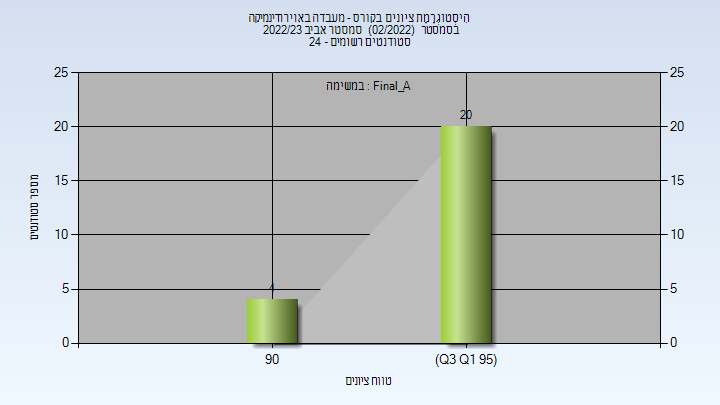 היסטוגרמת ציונים בקורס - מעבדה באוירודינמיקה
בסמסטר (02/2022) סמסטר אביב 2022/23
סטודנטים רשומים - 24
במשימה : Final_A
25
20
15
10
5
0
25
20
15
10
5
0
20
4
מספר סטודנטים
90
(Q3 Q1 95)
טווח ציונים